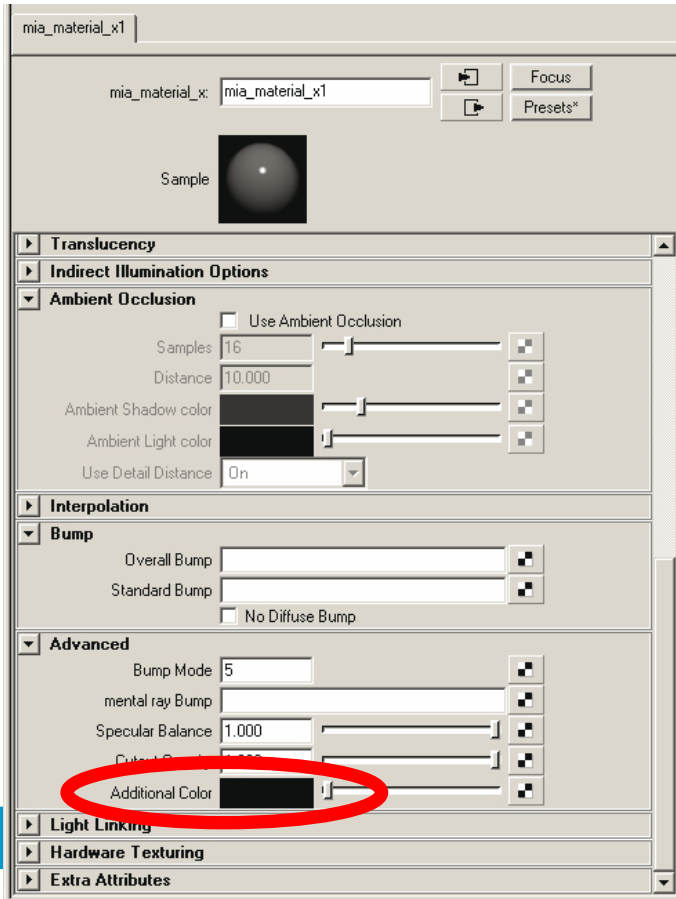 mia_material_x1
mia_material_x: mia_material_x1 Focus
Presets*
Sample
Translucency
Indirect Illumination Options
Ambient Occlusion
Use Ambient Occlusion
Samples 16
Distance 10.000
Ambient Shadow color
Ambient Light color
Use Detail Distance On
Interpolation
Bump
Overall Bump
Standard Bump
No Diffuse Bump
Advanced
Bump Mode 5
mental ray Bump
Specular Balance 1.000
Additional Color
Light Linking
Hardware Texturing
Extra Attributes